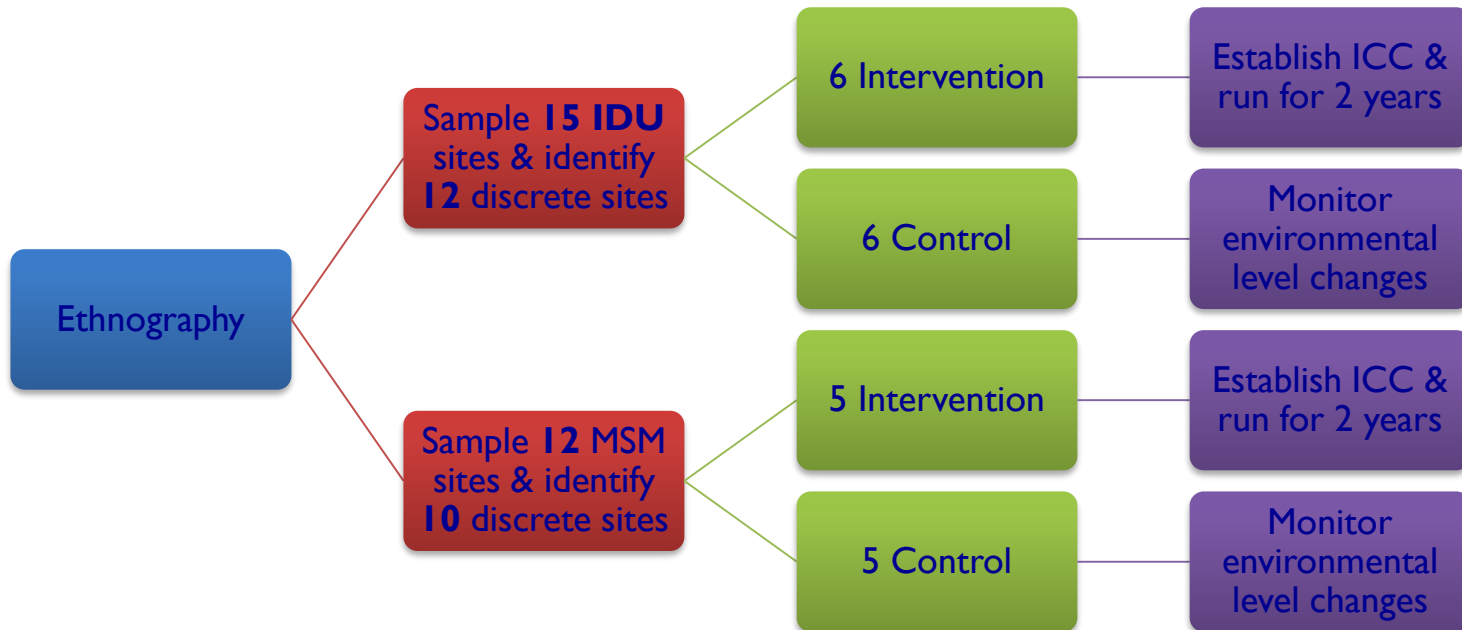 Ethnography
Sample 15 IDU
sites & identify
12 discrete sites
Sample 12 MSM
sites & identify
10 discrete sites
6 Intervention
6 Control
5 Intervention
5 Control
Establish ICC &
run for 2 years
Monitor
environmental
level changes
Establish ICC &
run for 2 years
Monitor
environmental
level changes